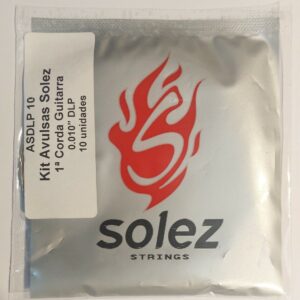 ASDLP 10
Kit Avulsas Solez
1ª Corda Guitarra
0.010" DLP
10 unidades
solez
STRINGS